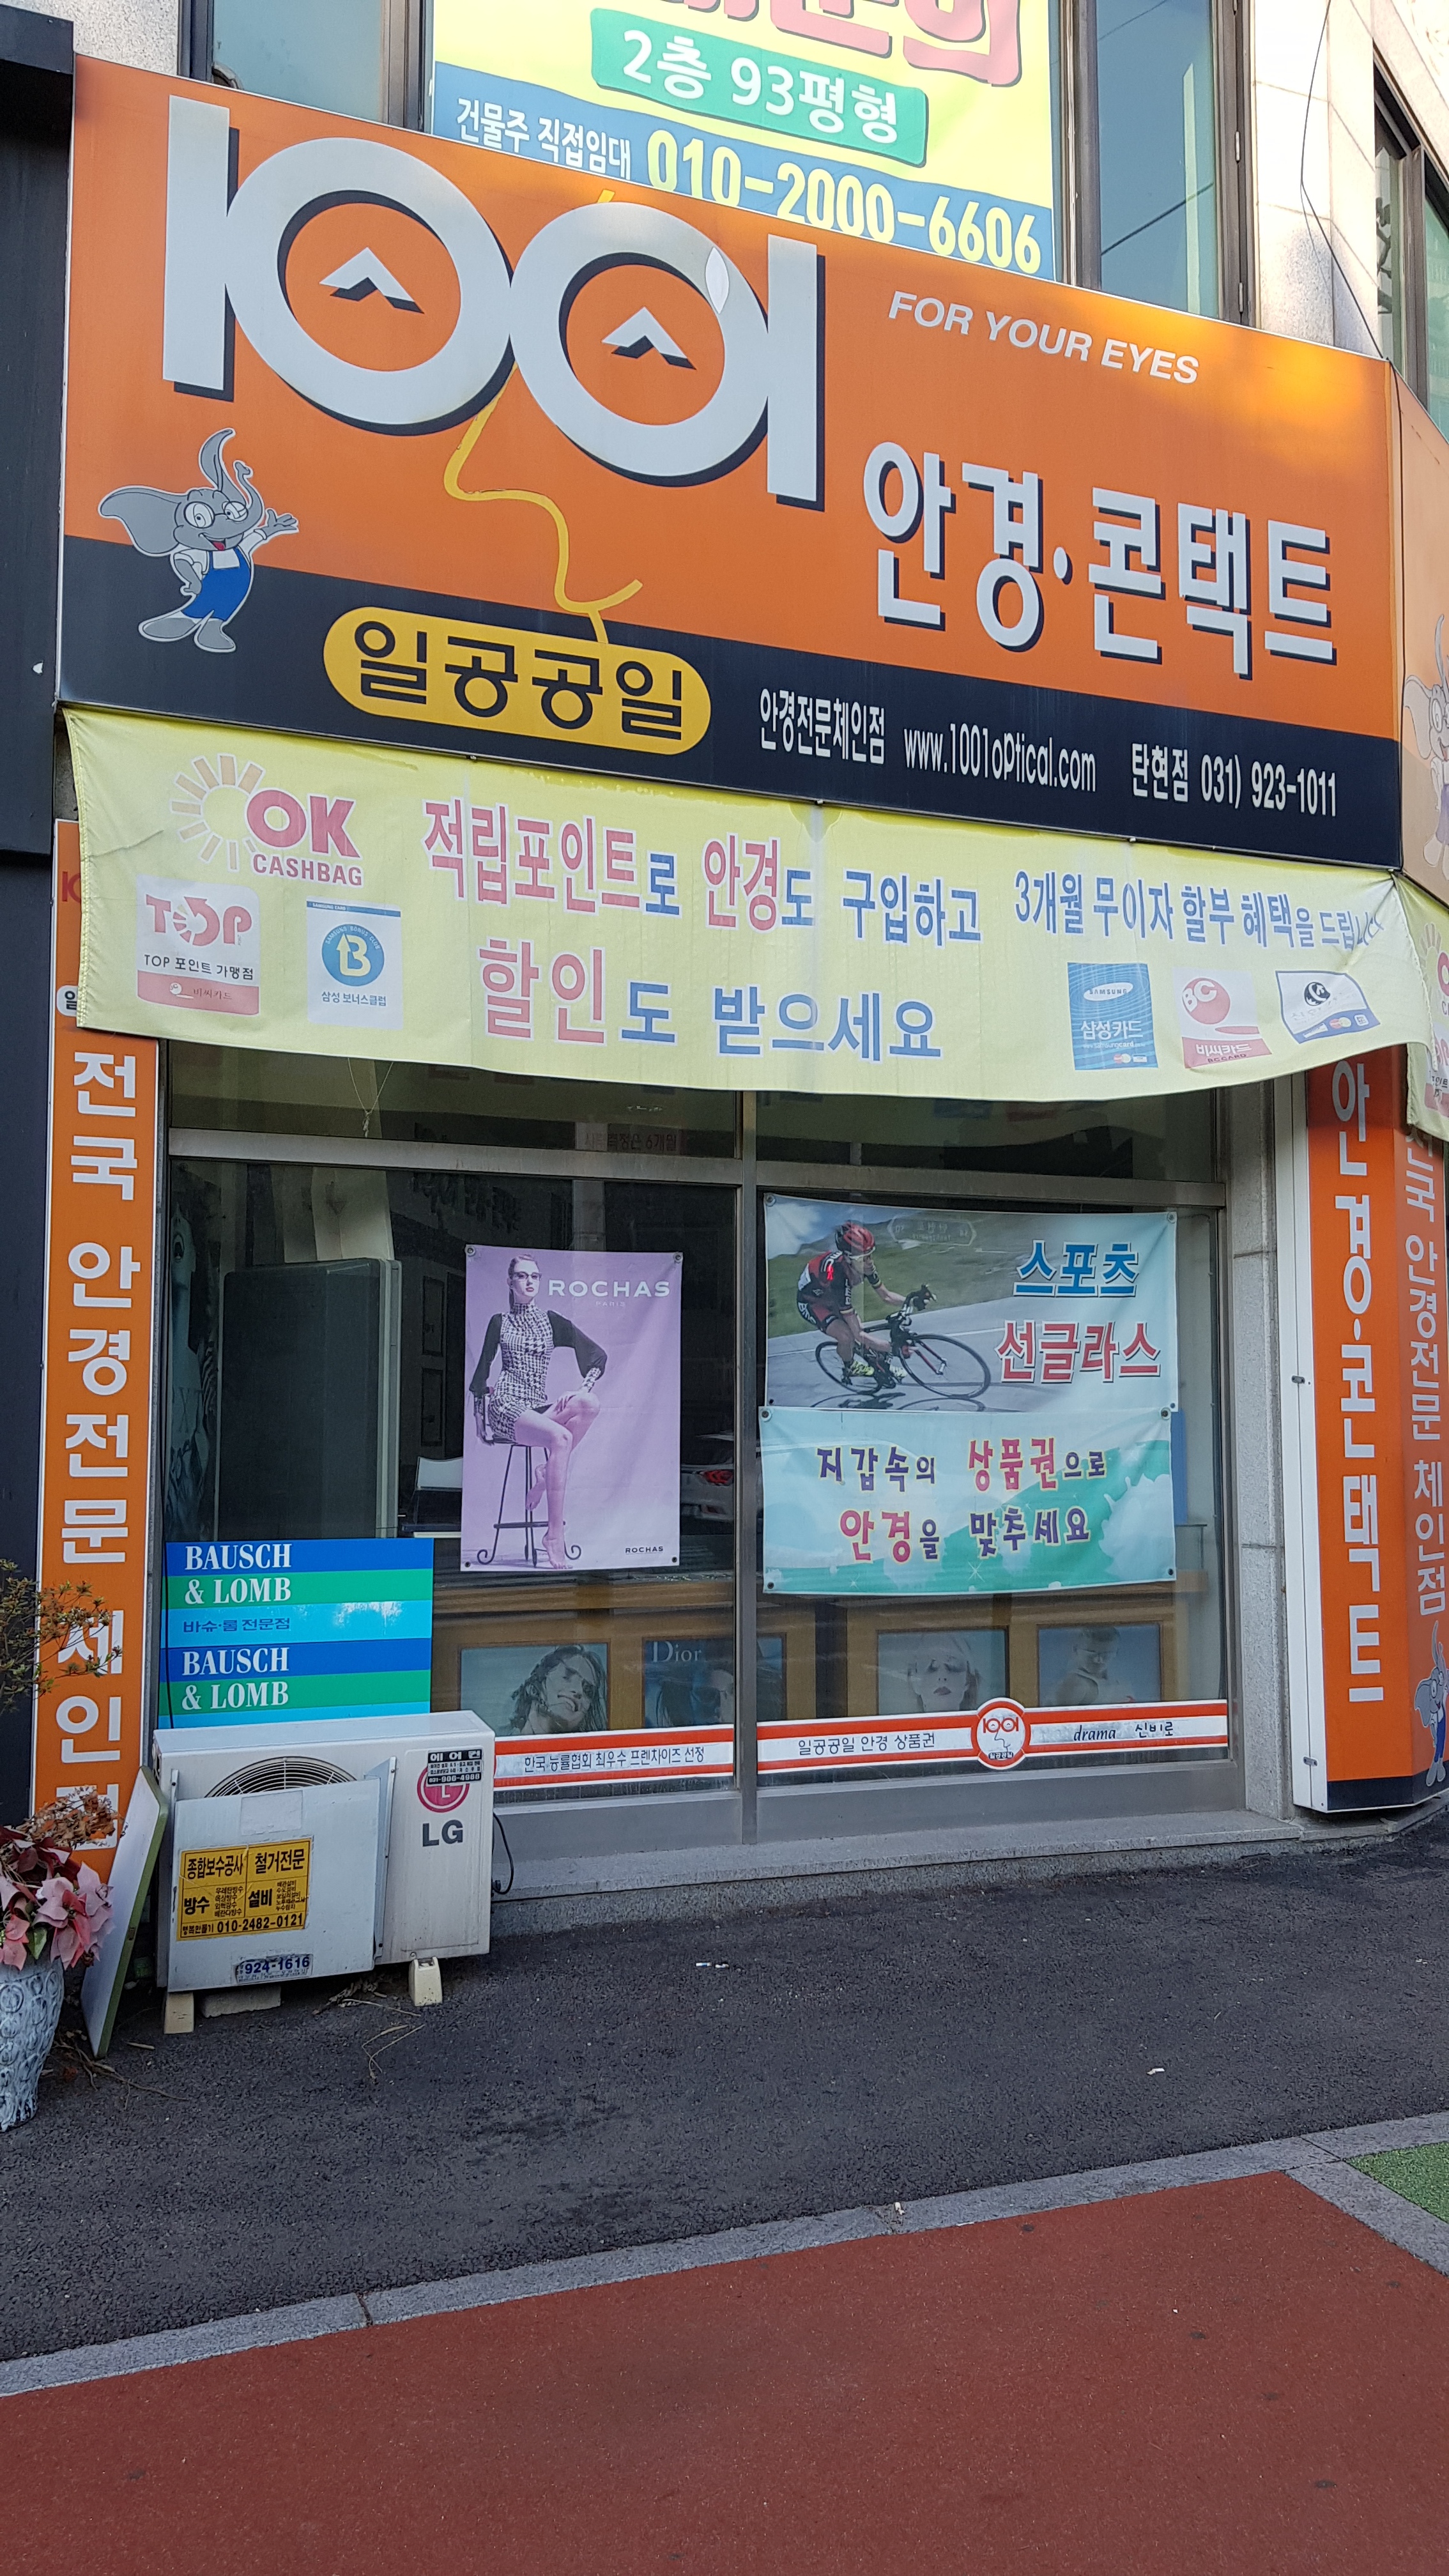 2층 93평형
건물주 직접임대 010-2000-6606
1001
FOR YOUR EYES
안경·콘택트
일공공일
안경전문체인점 www.1001optical.com 탄현점 031) 923-1011
OK
CASHBAG
TOP
TOP 포인트 가맹점
비씨카드
SAMSUNG BONUS CLUB
B
삼성 보너스클럽
적립포인트로 안경도 구입하고
할인도 받으세요
3개월 무이자 할부 혜택을
SAMSUNG
삼성카드
BC
비씨카드
BC CARD
전국 안경전문 체인점
ROCHAS
PARIS
ROCHAS
스포츠
선글라스
지갑속의 상품권으로
안경을 맞추세요
BAUSCH
& LOMB
바슈·롬 전문점
BAUSCH
& LOMB
Dior
한국능률협회 최우수 프렌차이즈 선정
일공공일 안경 상품권
1001
drama
에어컨
LG
종합보수공사 철거전문
방수
설비
010-2482-0121
924-1616
안경·콘택트
전국 안경전문 체인점